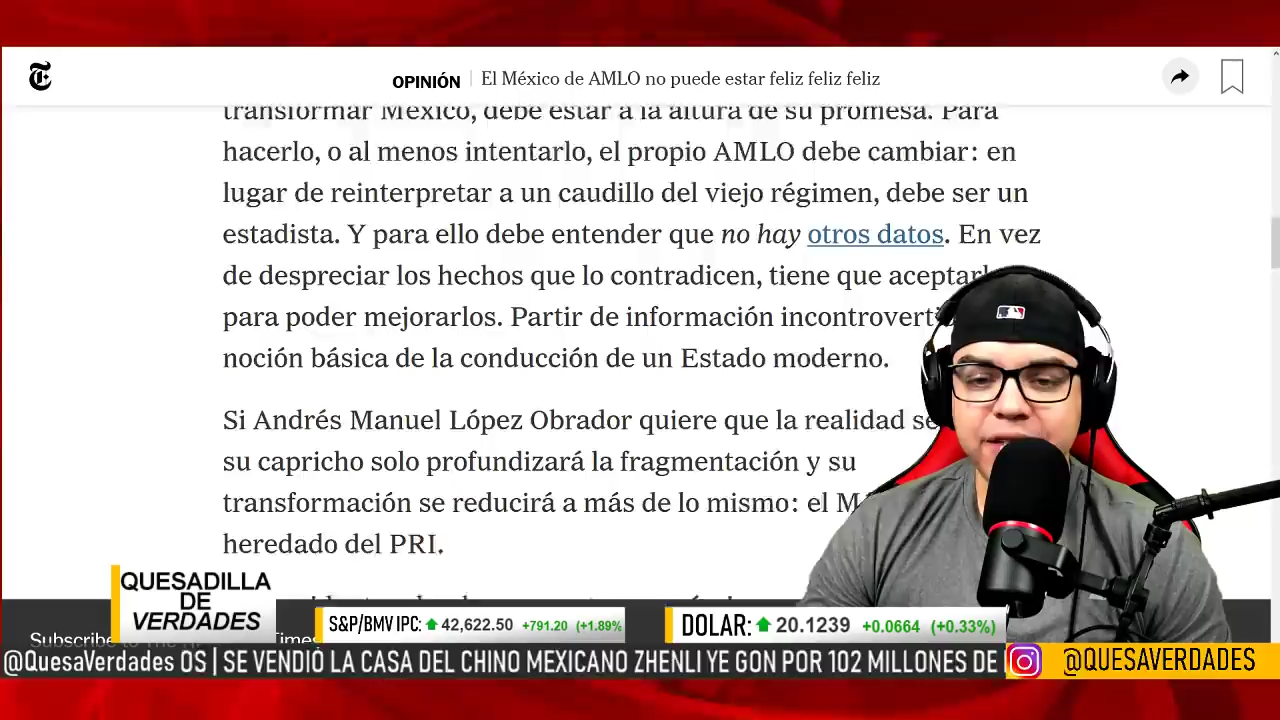 OPINIÓN | El México de AMLO no puede estar feliz feliz feliz
transformar México, debe estar a la altura de su promesa. Para
hacerlo, o al menos intentarlo, el propio AMLO debe cambiar: en
lugar de reinterpretar a un caudillo del viejo régimen, debe ser un
estadista. Y para ello debe entender que no hay otros datos. En vez
de despreciar los hechos que lo contradicen, tiene que
para poder mejorarlos. Partir de información
noción básica de la conducción de un Estado moderno.
Si Andrés Manuel López Obrador quiere que la realidad
su capricho solo profundizará la fragmentación y su
transformación se reducirá a más de lo mismo: el
heredado del PRI.
QUESADILLA
DE
VERDADES
S&P/BMV IPC: 42,622.50 +791.20 (+1.89%)
DOLAR: 20.1239 +0.0664 (+0.33%)
Subscribe to The Times
@QuesaVerdades OS | SE VENDIÓ LA CASA DEL CHINO MEXICANO ZHENLI YE GON POR 102 MILLONES DE
@QUESAVERDADES